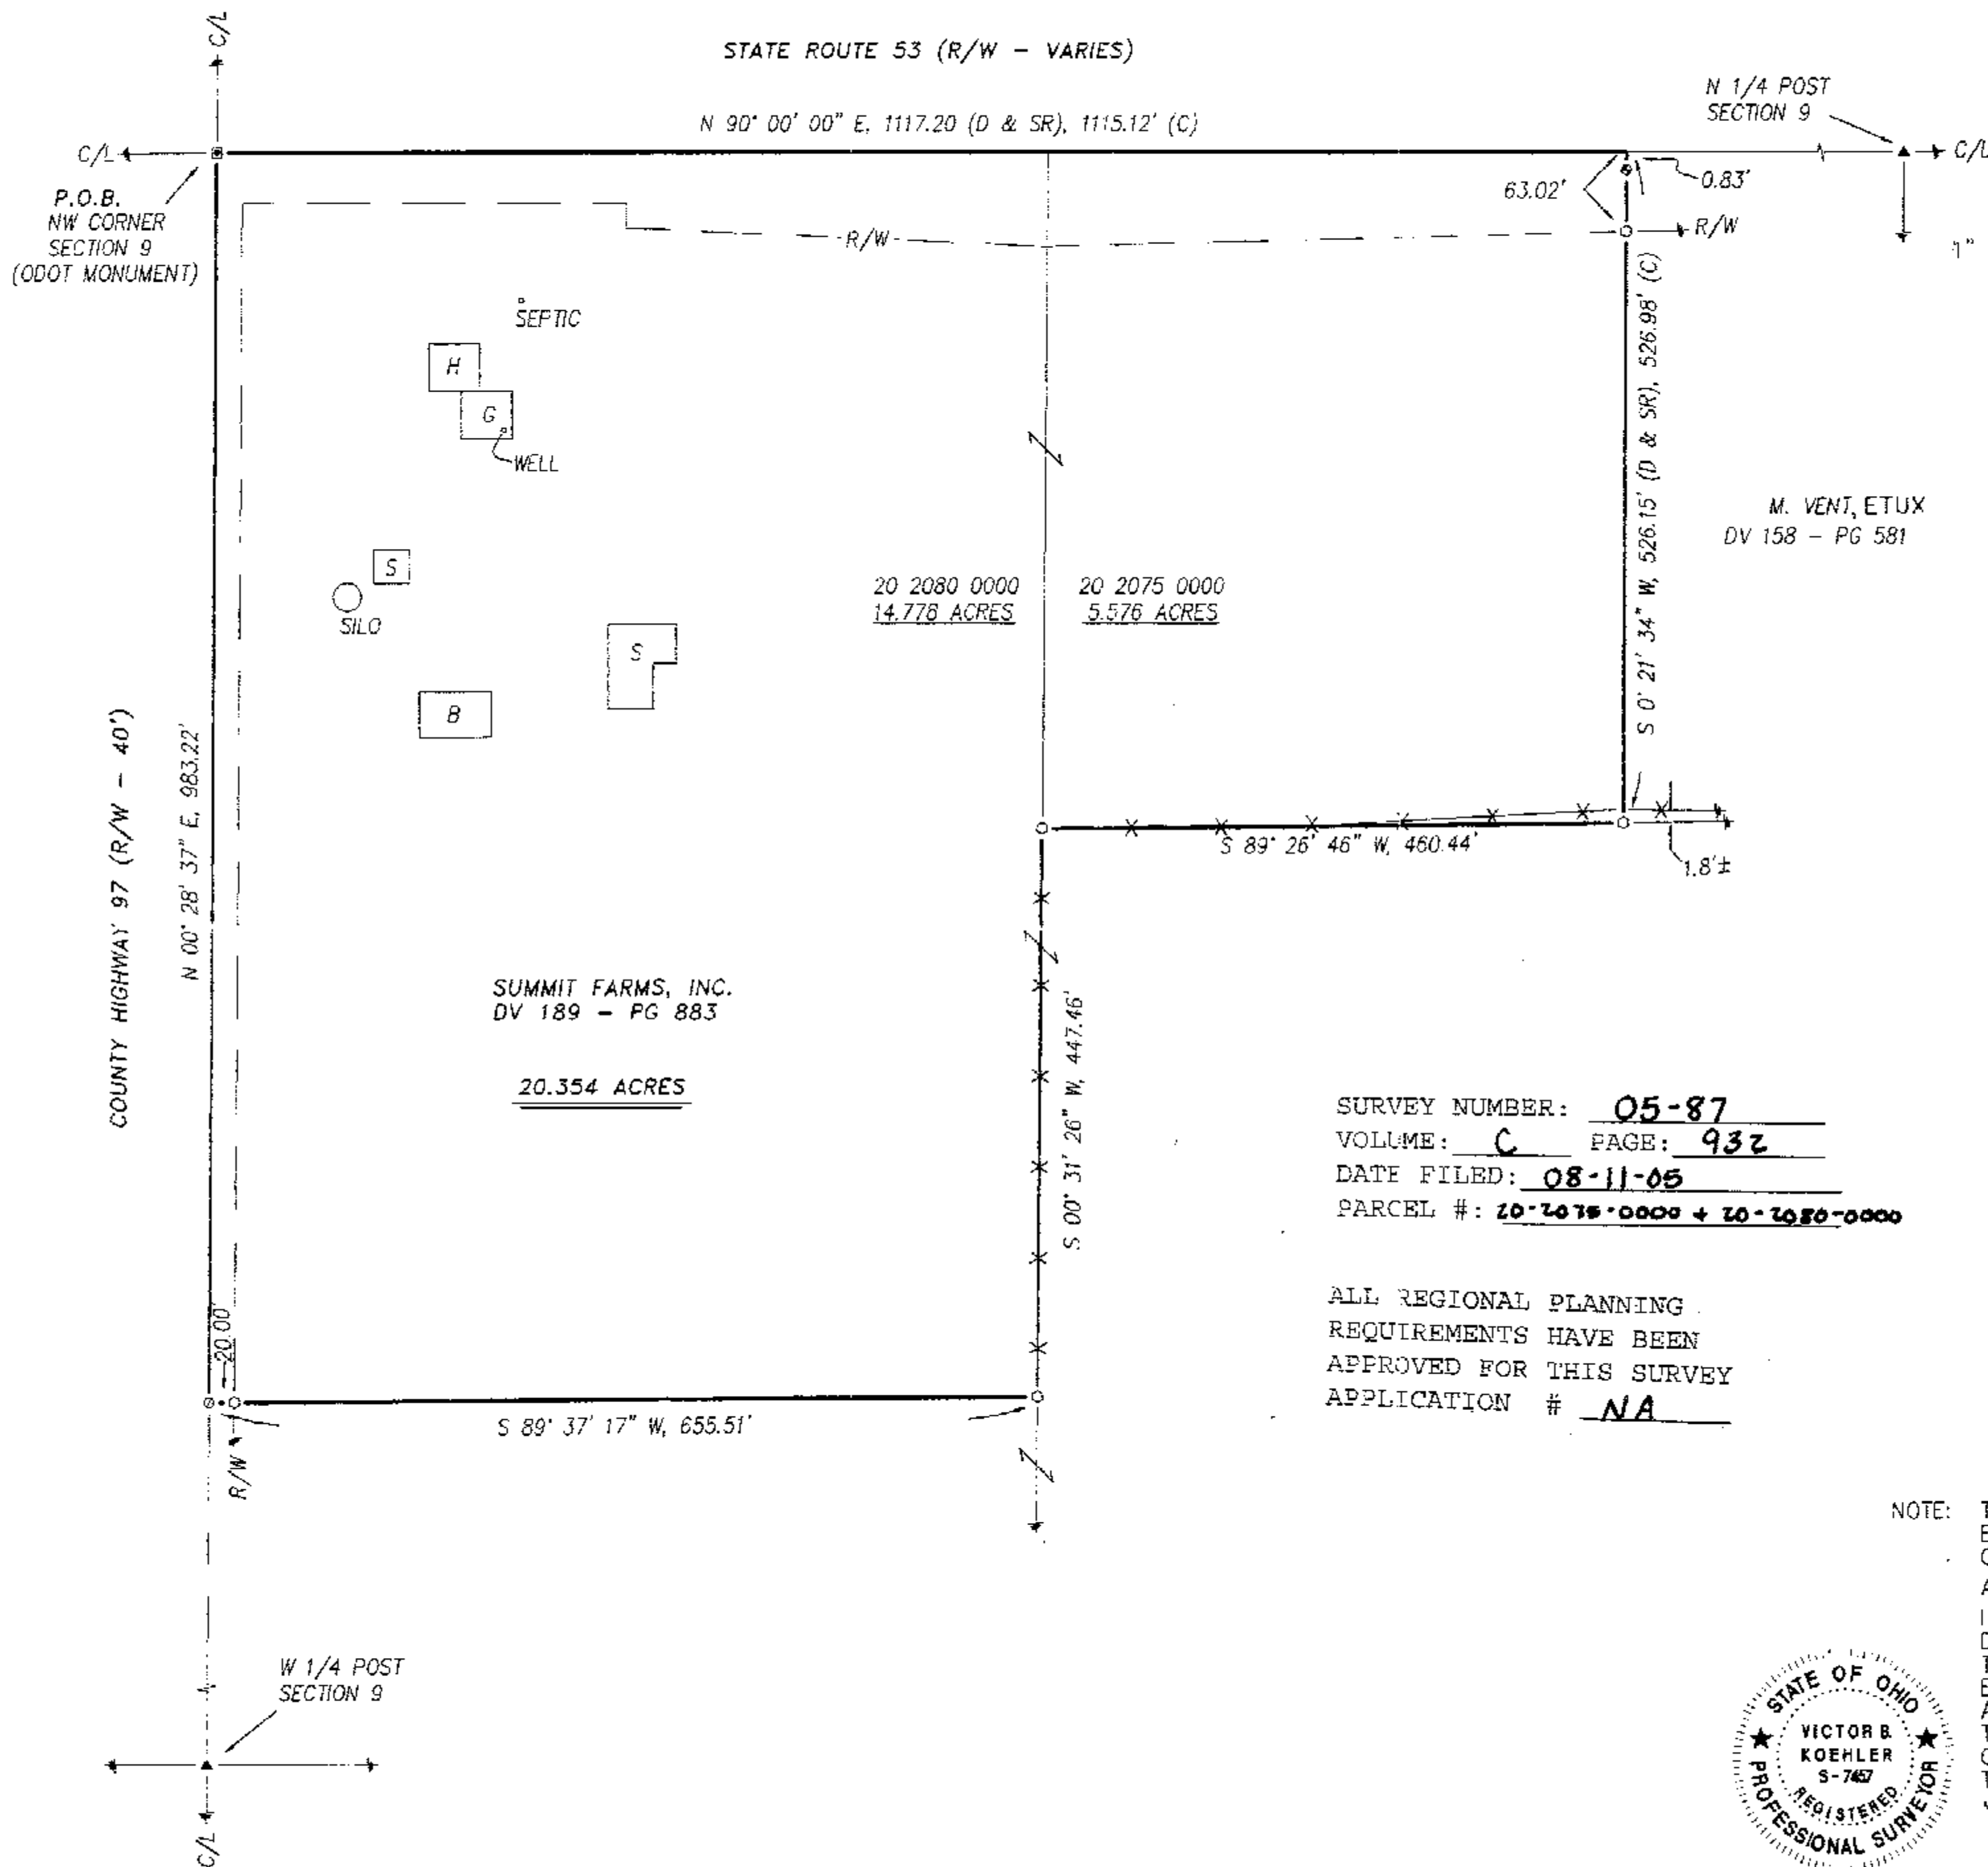 C/L
STATE ROUTE 53 (R/W - VARIES)
N 90° 00' 00" E, 1117.20 (D & SR), 1115.12' (C)
N 1/4 POST
SECTION 9
C/L
C/L
P.O.B.
NW CORNER
SECTION 9
(ODOT MONUMENT)
63.02'
0.83'
R/W
R/W
1"
SEPTIC
H
G
WELL
S 0° 21' 34" W, 526.15' (D & SR), 526.98' (C)
M. VENT, ETUX
DV 158 - PG 581
S
SILO
20 2080 0000
14.778 ACRES
20 2075 0000
5.576 ACRES
S
B
COUNTY HIGHWAY 97 (R/W - 40')
N 00° 28' 37" E, 983.22'
S 89° 26' 46" W, 460.44'
1.8'±
SUMMIT FARMS, INC.
DV 189 - PG 883
20.354 ACRES
S 00° 31' 26" W, 447.46'
SURVEY NUMBER: 05-87
VOLUME: C PAGE: 932
DATE FILED: 08-11-05
PARCEL #: 20-2075-0000 + 20-2080-0000
ALL REGIONAL PLANNING
REQUIREMENTS HAVE BEEN
APPROVED FOR THIS SURVEY
APPLICATION # NA
20.00'
S 89° 37' 17" W, 655.51'
R/W
NOTE:
W 1/4 POST
SECTION 9
C/L
STATE OF OHIO
VICTOR B.
KOEHLER
S-7457
REGISTERED
PROFESSIONAL SURVEYOR